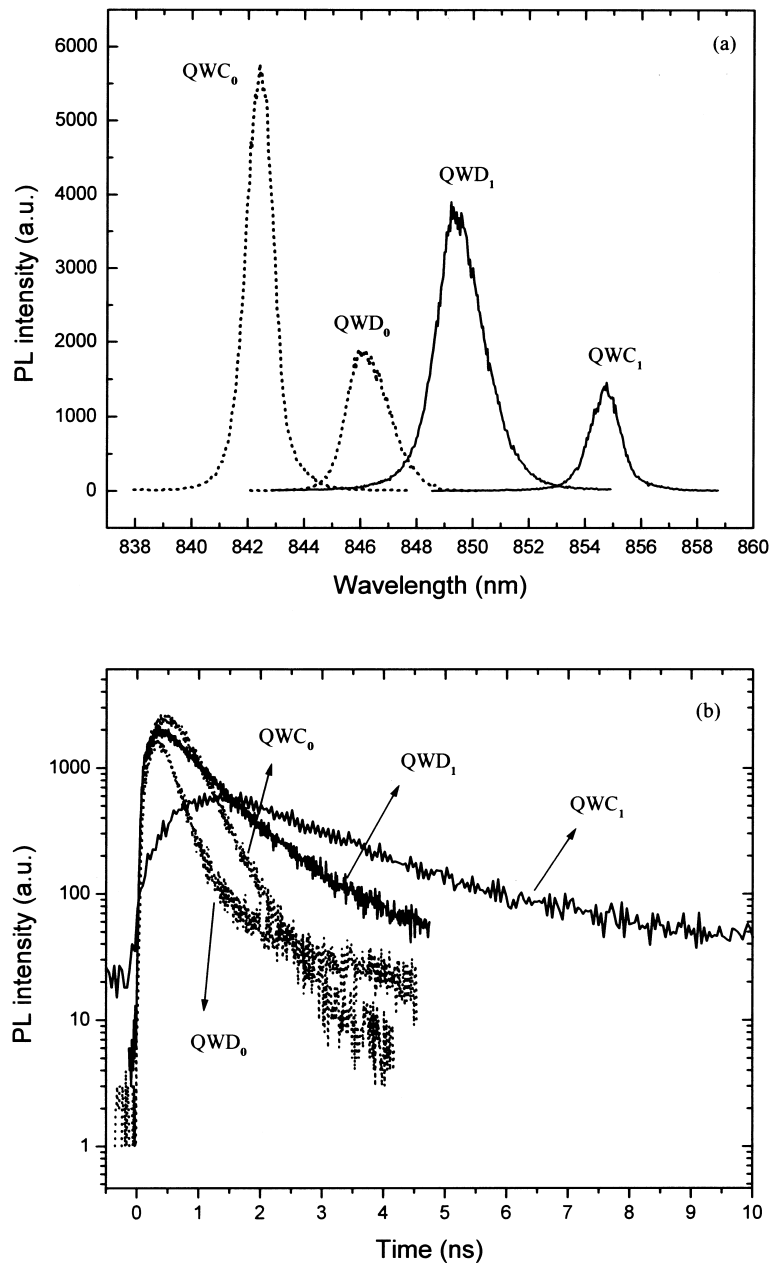 (a)
6000
5000
4000
3000
2000
1000
0
PL intensity (a.u.)
QWC₀
QWD₁
QWD₀
QWC₁
838 840 842 844 846 848 850 852 854 856 858 860
Wavelength (nm)
(b)
1000
100
10
1
PL intensity (a.u.)
QWC₀
QWD₁
QWC₁
QWD₀
0 1 2 3 4 5 6 7 8 9 10
Time (ns)